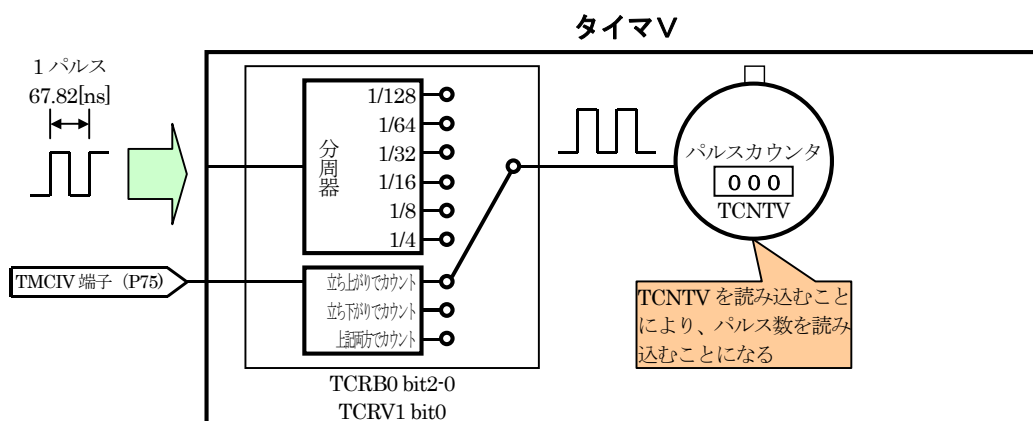 タイマV
1 パルス
67.82[ns]
分周器
1/128
1/64
1/32
1/16
1/8
1/4
パルスカウンタ
0 0 0
TCNTV
TMCIV 端子 (P75)
立ち上がりでカウント
立ち下がりでカウント
上記両方でカウント
TCNTV を読み込むこと
により、パルス数を読み
込むことになる
TCRB0 bit2-0
TCRV1 bit0